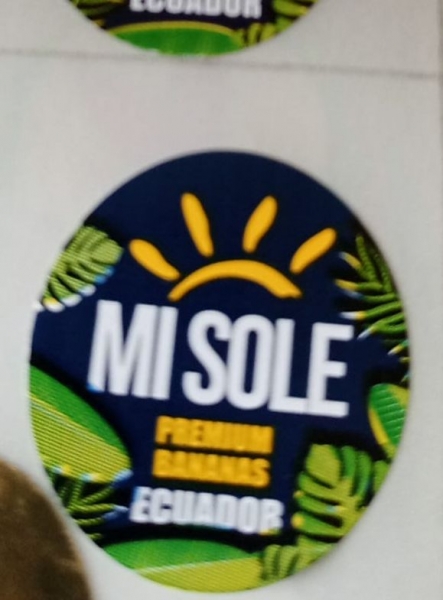 ECUADOR
MI SOLE
PREMIUM
BANANAS
ECUADOR